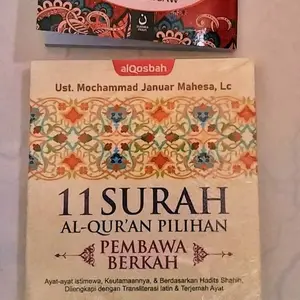 alQosbah
Ust. Mochammad Januar Mahesa, Lc
11 SURAH
AL-QUR'AN PILIHAN
PEMBAWA
BERKAH
Ayat-ayat istimewa, Keutamaannya, & Berdasarkan Hadits Shahih,
Dilengkapi dengan Transliterasi latin & Terjemah Ayat